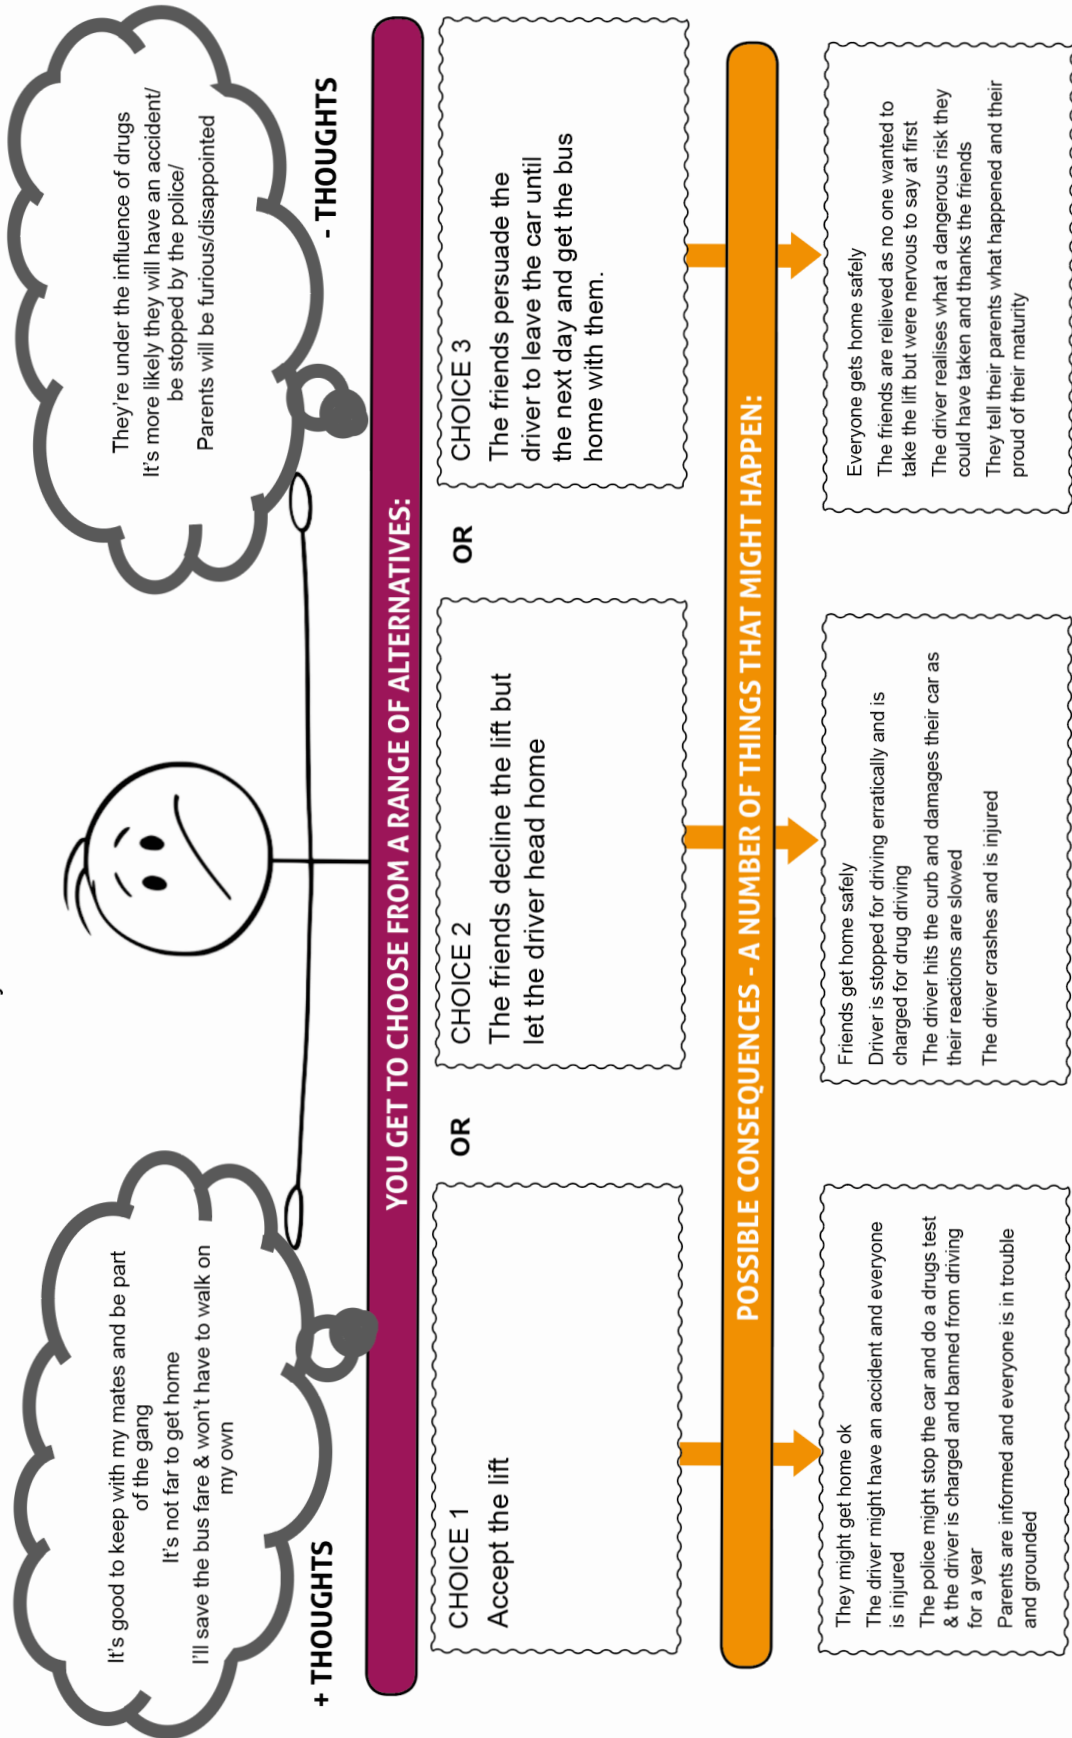 It's good to keep with my mates and be part
of the gang
It's not far to get home
I'll save the bus fare & won't have to walk on
my own
+ THOUGHTS
They're under the influence of drugs
It's more likely they will have an accident/
be stopped by the police/
Parents will be furious/disappointed
- THOUGHTS
YOU GET TO CHOOSE FROM A RANGE OF ALTERNATIVES:
CHOICE 1
Accept the lift
OR
CHOICE 2
The friends decline the lift but
let the driver head home
OR
CHOICE 3
The friends persuade the
driver to leave the car until
the next day and get the bus
home with them.
POSSIBLE CONSEQUENCES - A NUMBER OF THINGS THAT MIGHT HAPPEN:
They might get home ok
The driver might have an accident and everyone
is injured
The police might stop the car and do a drugs test
& the driver is charged and banned from driving
for a year
Parents are informed and everyone is in trouble
and grounded
Friends get home safely
Driver is stopped for driving erratically and is
charged for drug driving
The driver hits the curb and damages their car as
their reactions are slowed
The driver crashes and is injured
Everyone gets home safely
The friends are relieved as no one wanted to
take the lift but were nervous to say at first
The driver realises what a dangerous risk they
could have taken and thanks the friends
They tell their parents what happened and their
proud of their maturity